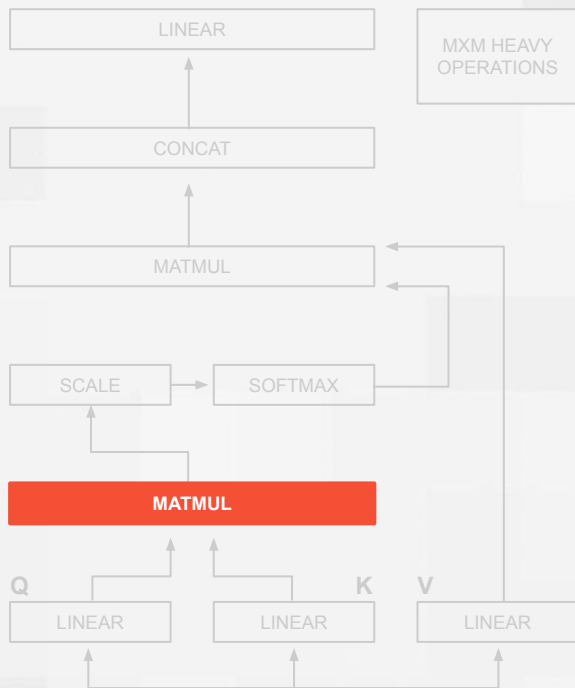 LINEAR
MXM HEAVY
OPERATIONS
CONCAT
MATMUL
SCALE
SOFTMAX
MATMUL
Q
K
V
LINEAR
LINEAR
LINEAR